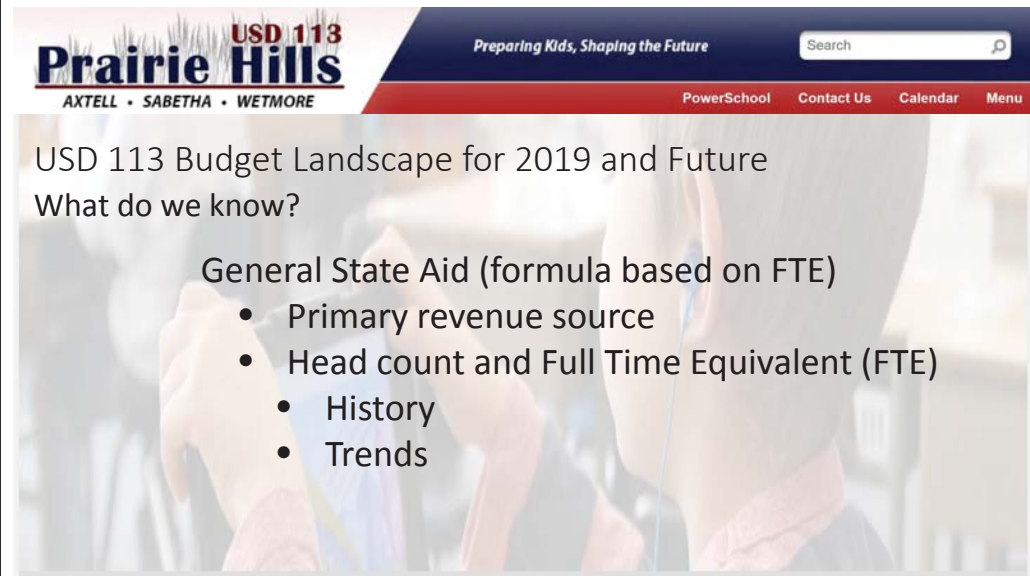 USD 113
Prairie Hills
AXTELL • SABETHA • WETMORE
Preparing Kids, Shaping the Future
Search
PowerSchool Contact Us Calendar Menu
USD 113 Budget Landscape for 2019 and Future
What do we know?
General State Aid (formula based on FTE)
• Primary revenue source
• Head count and Full Time Equivalent (FTE)
• History
• Trends